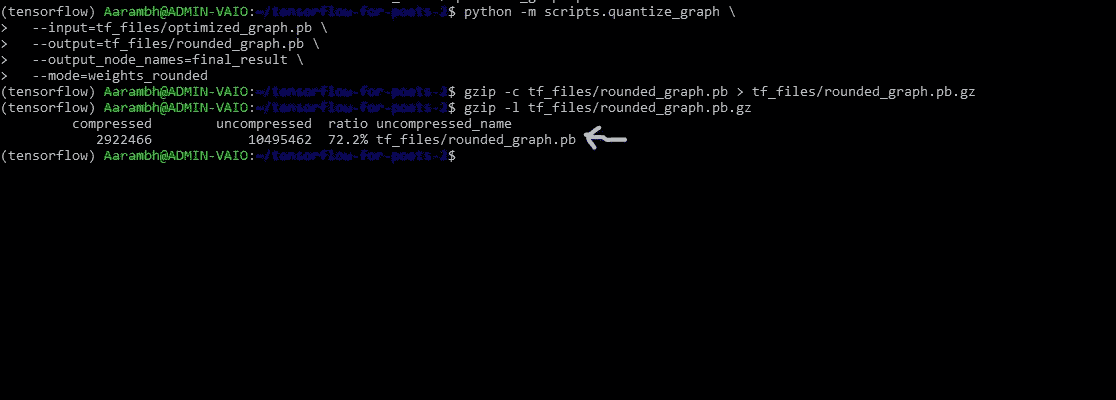 (tensorflow) Aarambh@ADMIN-VAIO:~/tensorflow-for-poets-2$ python -m scripts.quantize_graph \
>   --input=tf_files/optimized_graph.pb \
>   --output=tf_files/rounded_graph.pb \
>   --output_node_names=final_result \
>   --mode=weights_rounded
(tensorflow) Aarambh@ADMIN-VAIO:~/tensorflow-for-poets-2$ gzip -c tf_files/rounded_graph.pb > tf_files/rounded_graph.pb.gz
(tensorflow) Aarambh@ADMIN-VAIO:~/tensorflow-for-poets-2$ gzip -l tf_files/rounded_graph.pb.gz
compressed uncompressed ratio uncompressed_name
2922466 10495462 72.2% tf_files/rounded_graph.pb
(tensorflow) Aarambh@ADMIN-VAIO:~/tensorflow-for-poets-2$